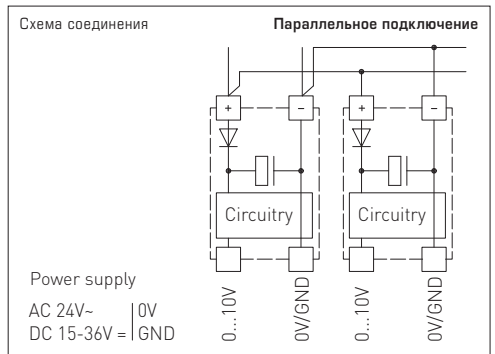 Схема соединения
Параллельное подключение
+ − + −
Circuitry Circuitry
Power supply
AC 24V~ 0V
DC 15-36V = GND
0...10V
0V/GND
0...10V
0V/GND